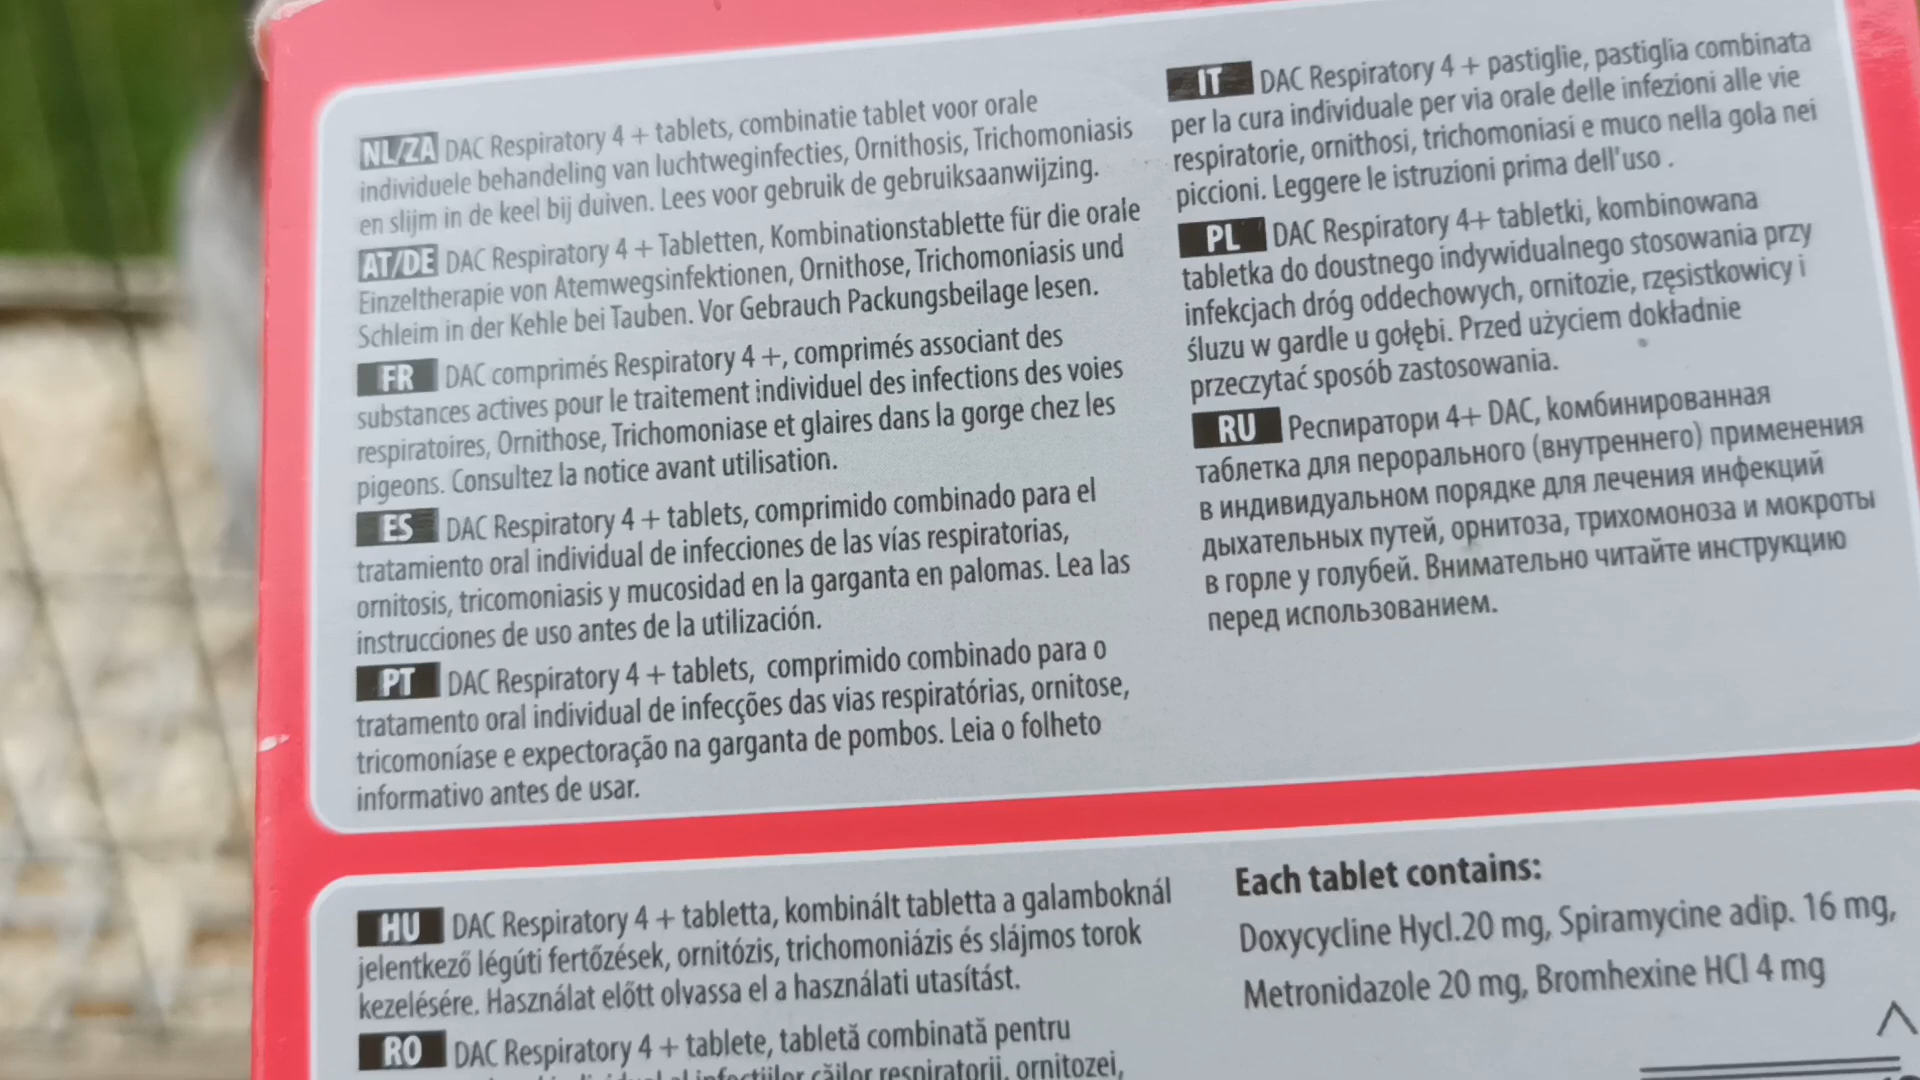 NL/ZA DAC Respiratory 4 + tablets, combinatie tablet voor orale
individuele behandeling van luchtweginfecties, Ornithosis, Trichomoniasis
en slijm in de keel bij duiven. Lees voor gebruik de gebruiksaanwijzing.
AT/DE DAC Respiratory 4 + Tabletten, Kombinationstablette für die orale
Einzeltherapie von Atemwegsinfektionen, Ornithose, Trichomoniasis und
Schleim in der Kehle bei Tauben. Vor Gebrauch Packungsbeilage lesen.
FR DAC comprimés Respiratory 4 +, comprimés associant des
substances actives pour le traitement individuel des infections des voies
respiratoires, Ornithose, Trichomoniase et glaires dans la gorge chez les
pigeons. Consultez la notice avant utilisation.
ES DAC Respiratory 4 + tablets, comprimido combinado para el
tratamiento oral individual de infecciones de las vías respiratorias,
ornitosis, tricomoniasis y mucosidad en la garganta en palomas. Lea las
instrucciones de uso antes de la utilización.
PT DAC Respiratory 4 + tablets, comprimido combinado para o
tratamento oral individual de infecções das vias respiratórias, ornitose,
tricomoníase e expectoração na garganta de pombos. Leia o folheto
informativo antes de usar.
IT DAC Respiratory 4 + pastiglie, pastiglia combinata
per la cura individuale per via orale delle infezioni alle vie
respiratorie, ornithosi, trichomoniasi e muco nella gola nei
piccioni. Leggere le istruzioni prima dell'uso .
PL DAC Respiratory 4+ tabletki, kombinowana
tabletka do doustnego indywidualnego stosowania przy
infekcjach dróg oddechowych, ornitozie, rzęsistkowicy i
śluzu w gardle u gołębi. Przed użyciem dokładnie
przeczytać sposób zastosowania.
RU Респиратори 4+ DAC, комбинированная
таблетка для перорального (внутреннего) применения
в индивидуальном порядке для лечения инфекций
дыхательных путей, орнитоза, трихомоноза и мокроты
в горле у голубей. Внимательно читайте инструкцию
перед использованием.
HU DAC Respiratory 4 + tabletta, kombinált tabletta a galamboknál
jelentkező légúti fertőzések, ornitózis, trichomoniázis és slájmos torok
kezelésére. Használat előtt olvassa el a használati utasítást.
RO DAC Respiratory 4 + tablete, tabletă combinată pentru
infecțiilor căilor respiratorii, ornitozei,
Each tablet contains:
Doxycycline Hycl.20 mg, Spiramycine adip. 16 mg,
Metronidazole 20 mg, Bromhexine HCl 4 mg